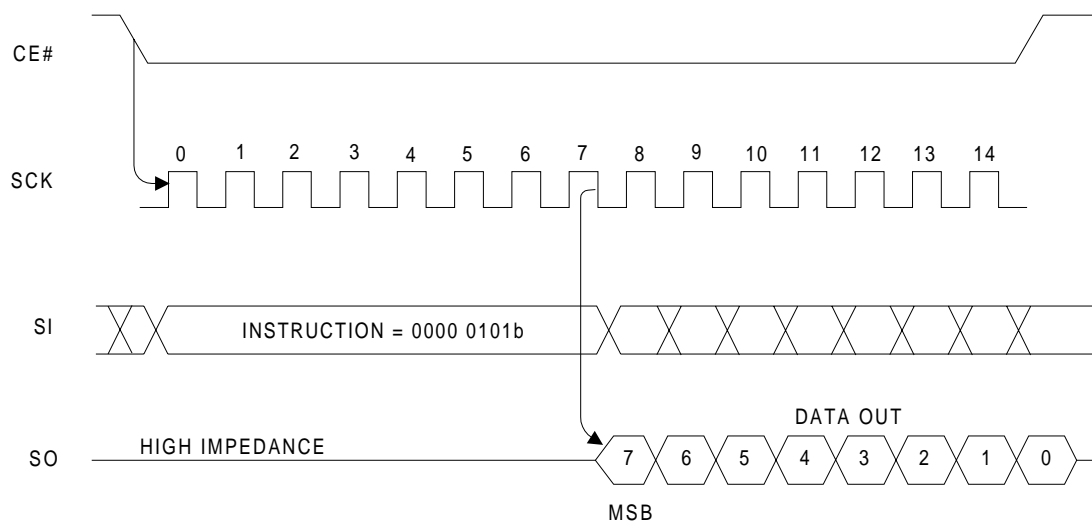 CE#
0 1 2 3 4 5 6 7 8 9 10 11 12 13 14
SCK
SI
INSTRUCTION = 0000 0101b
DATA OUT
HIGH IMPEDANCE
SO
7 6 5 4 3 2 1 0
MSB